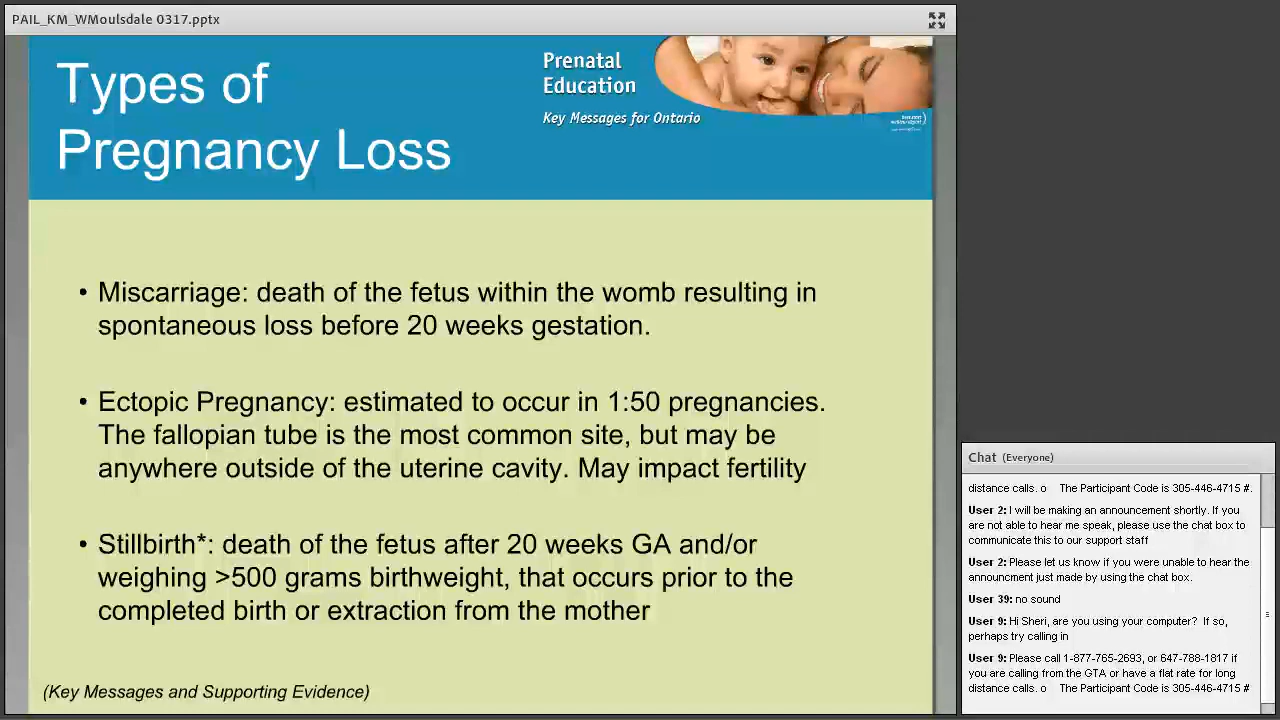 PAIL_KM_WMoulsdale 0317.pptx
Types of
Pregnancy Loss
Prenatal
Education
Key Messages for Ontario
• Miscarriage: death of the fetus within the womb resulting in
spontaneous loss before 20 weeks gestation.
• Ectopic Pregnancy: estimated to occur in 1:50 pregnancies.
The fallopian tube is the most common site, but may be
anywhere outside of the uterine cavity. May impact fertility
• Stillbirth*: death of the fetus after 20 weeks GA and/or
weighing >500 grams birthweight, that occurs prior to the
completed birth or extraction from the mother
(Key Messages and Supporting Evidence)
Chat (Everyone)
distance calls. o The Participant Code is 305-446-4715 #.
User 2: I will be making an announcement shortly. If you
are not able to hear me speak, please use the chat box to
communicate this to our support staff
User 2: Please let us know if you were unable to hear the
announcment just made by using the chat box.
User 39: no sound
User 9: Hi Sheri, are you using your computer? If so,
perhaps try calling in
User 9: Please call 1-877-765-2693, or 647-788-1817 if
you are calling from the GTA or have a flat rate for long
distance calls. o The Participant Code is 305-446-4715 #